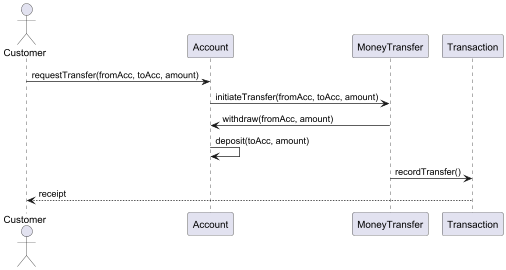 Customer
Account
MoneyTransfer
Transaction
requestTransfer(fromAcc, toAcc, amount)
initiateTransfer(fromAcc, toAcc, amount)
withdraw(fromAcc, amount)
deposit(toAcc, amount)
recordTransfer()
receipt
Customer
Account
MoneyTransfer
Transaction